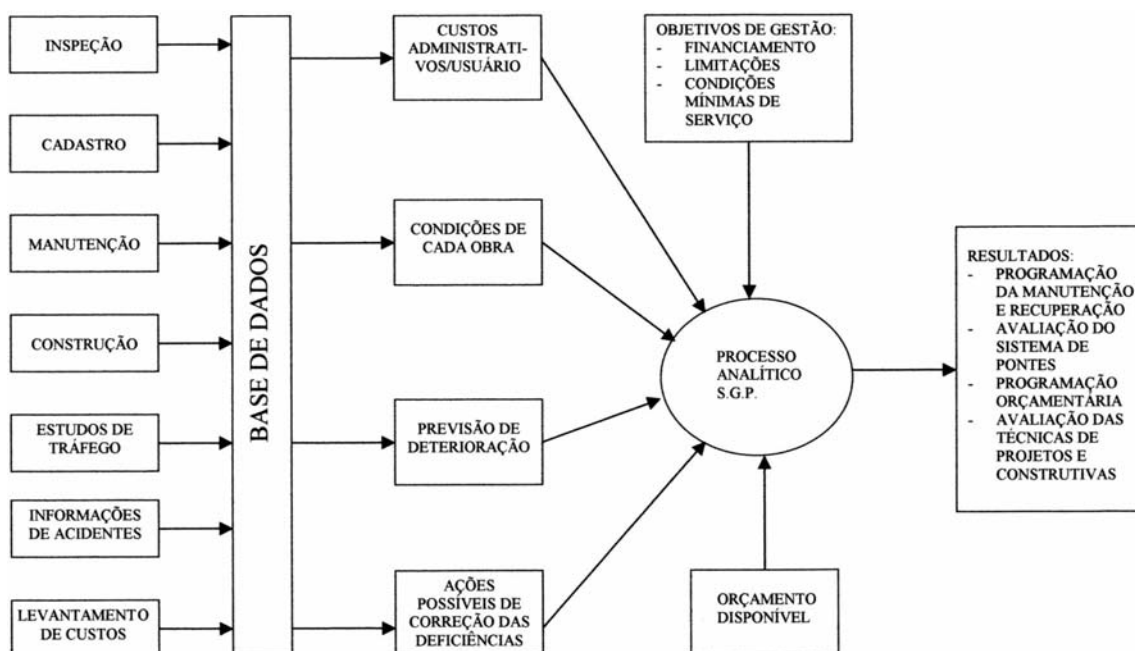 INSPEÇÃO
CADASTRO
MANUTENÇÃO
CONSTRUÇÃO
ESTUDOS DE
TRÁFEGO
INFORMAÇÕES
DE ACIDENTES
LEVANTAMENTO
DE CUSTOS
BASE DE DADOS
CUSTOS
ADMINISTRATI-
VOS/USUÁRIO
CONDIÇÕES DE
CADA OBRA
PREVISÃO DE
DETERIORAÇÃO
AÇÕES
POSSÍVEIS DE
CORREÇÃO DAS
DEFICIÊNCIAS
OBJETIVOS DE GESTÃO:
- FINANCIAMENTO
- LIMITAÇÕES
- CONDIÇÕES
MÍNIMAS DE
SERVIÇO
PROCESSO
ANALÍTICO
S.G.P.
ORÇAMENTO
DISPONÍVEL
RESULTADOS:
- PROGRAMAÇÃO
DA MANUTENÇÃO
E RECUPERAÇÃO
- AVALIAÇÃO DO
SISTEMA DE
PONTES
- PROGRAMAÇÃO
ORÇAMENTÁRIA
- AVALIAÇÃO DAS
TÉCNICAS DE
PROJETOS E
CONSTRUTIVAS